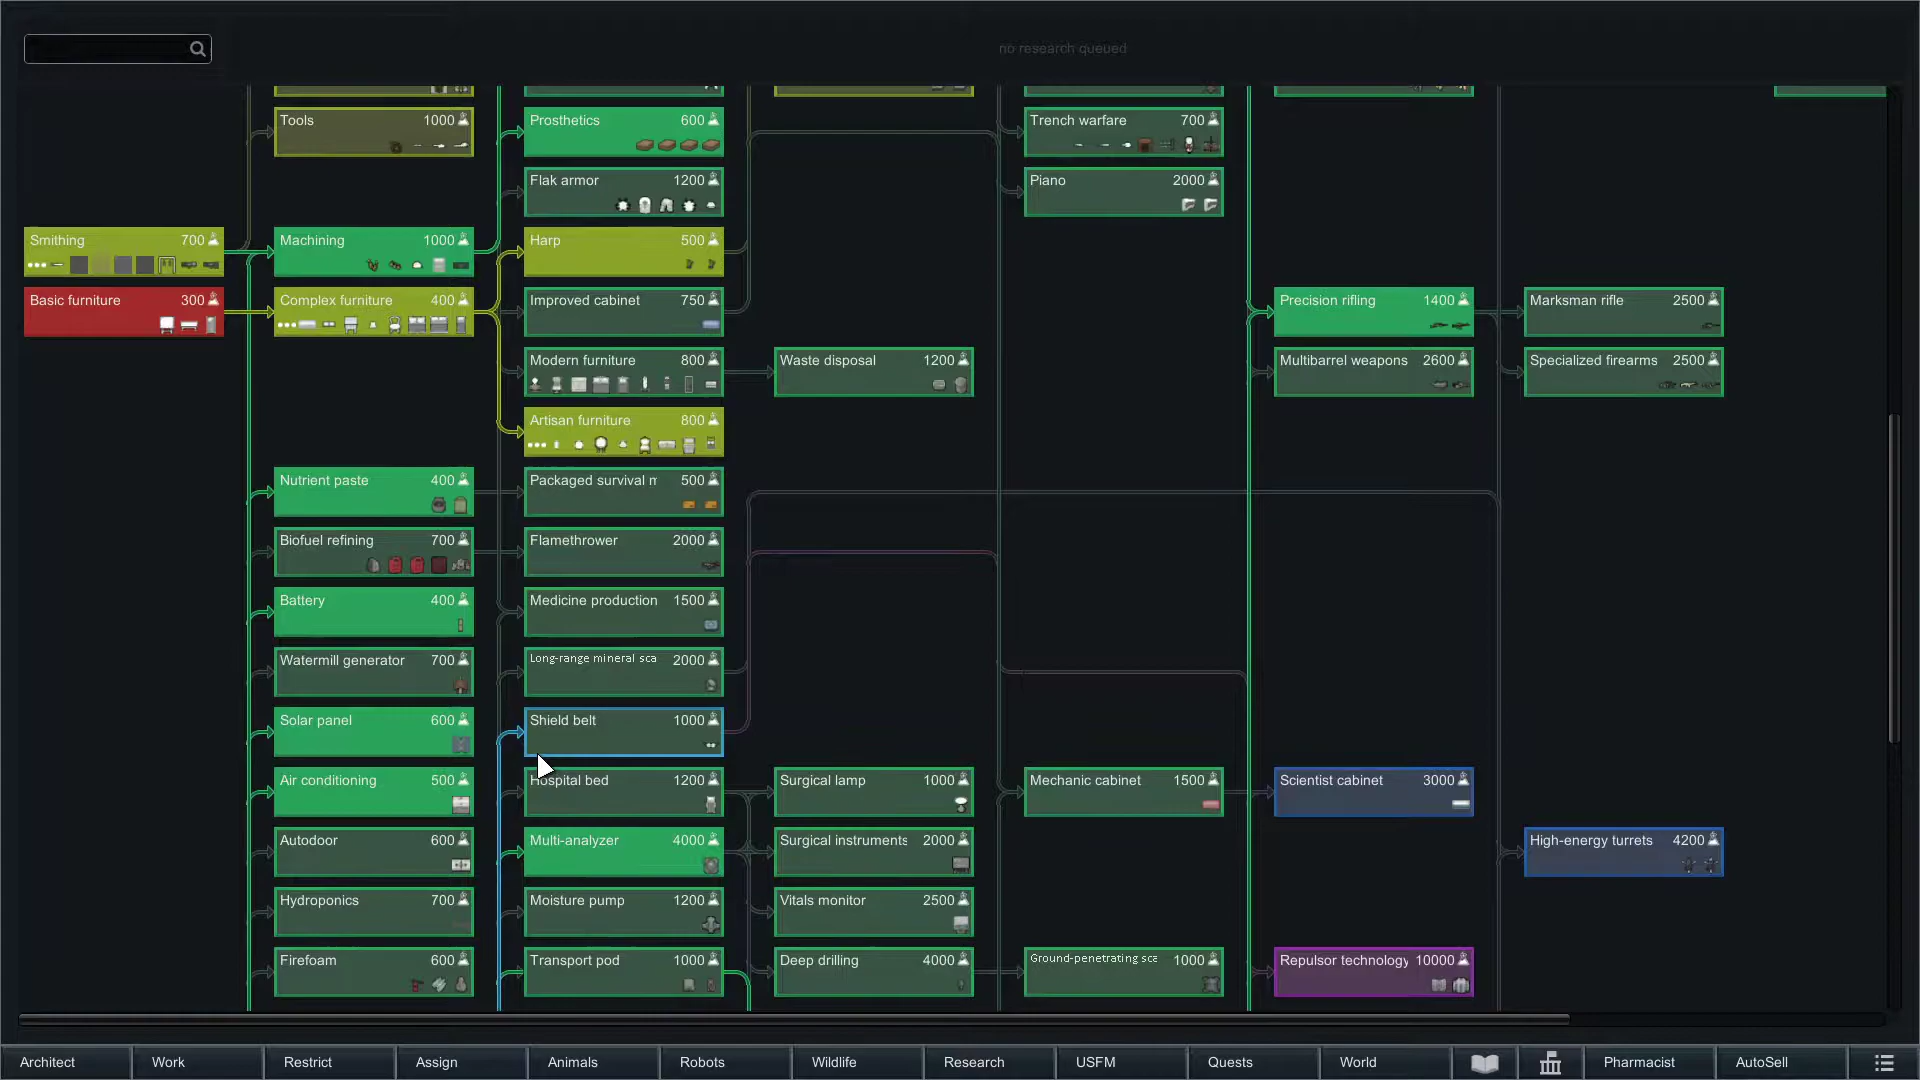 no research queued
Tools 1000
Prosthetics 600
Trench warfare 700
Flak armor 1200
Piano 2000
Smithing 700
Machining 1000
Harp 500
Basic furniture 300
Complex furniture 400
Improved cabinet 750
Precision rifling 1400
Marksman rifle 2500
Modern furniture 800
Waste disposal 1200
Multibarrel weapons 2600
Specialized firearms 2500
Artisan furniture 800
Nutrient paste 400
Packaged survival m 500
Biofuel refining 700
Flamethrower 2000
Battery 400
Medicine production 1500
Watermill generator 700
Long-range mineral sca 2000
Solar panel 600
Shield belt 1000
Air conditioning 500
Hospital bed 1200
Surgical lamp 1000
Mechanic cabinet 1500
Scientist cabinet 3000
Autodoor 600
Multi-analyzer 4000
Surgical instruments 2000
High-energy turrets 4200
Hydroponics 700
Moisture pump 1200
Vitals monitor 2500
Firefoam 600
Transport pod 1000
Deep drilling 4000
Ground-penetrating sca 1000
Repulsor technology 10000
Architect Work Restrict Assign Animals Robots Wildlife Research USFM Quests World Pharmacist AutoSell